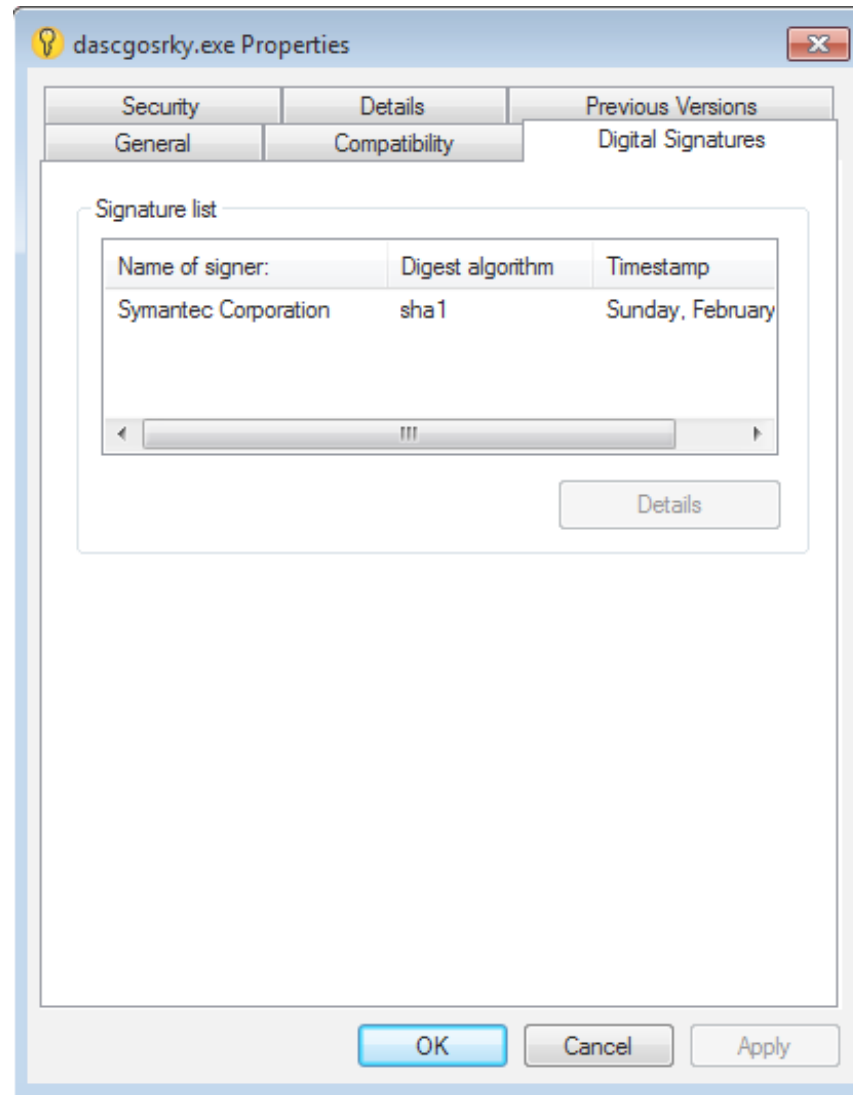 dascgosrky.exe Properties
Security Details Previous Versions
General Compatibility Digital Signatures
Signature list
Name of signer: Digest algorithm Timestamp
Symantec Corporation sha1 Sunday, February
Details
OK Cancel Apply